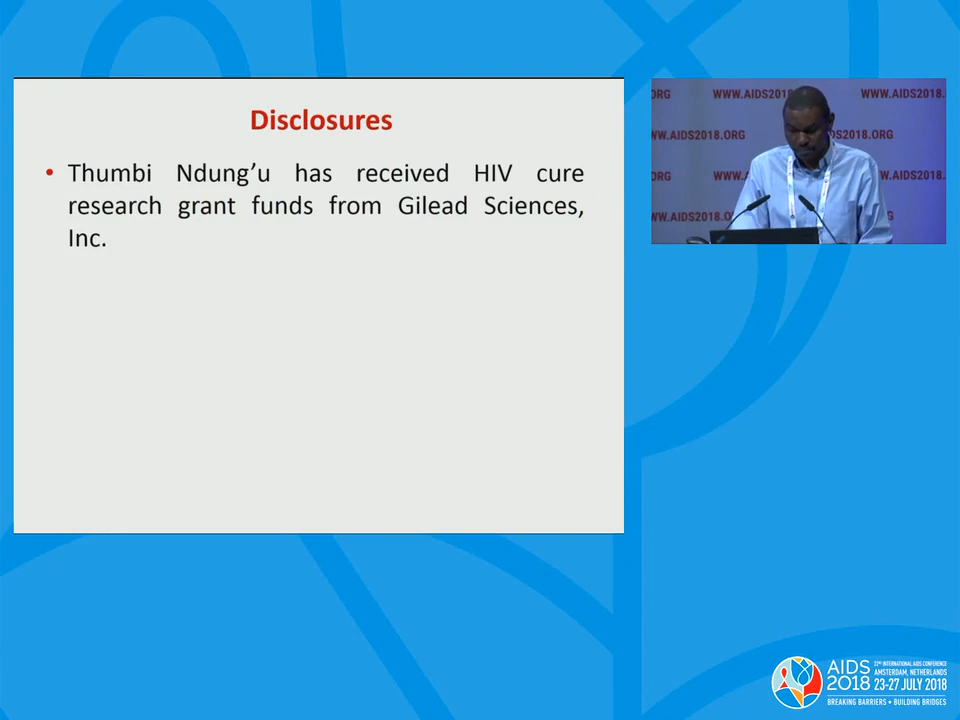 Disclosures
• Thumbi Ndung’u has received HIV cure
research grant funds from Gilead Sciences,
Inc.
ORG WWW.AIDS2018 WWW.AIDS2018.
WW.AIDS2018.ORG DS2018.ORG
ORG WWW.A W.AIDS2018.
WW.AIDS2018.O G
AIDS
2018
22ND INTERNATIONAL AIDS CONFERENCE
AMSTERDAM, NETHERLANDS
23-27 JULY 2018
BREAKING BARRIERS • BUILDING BRIDGES